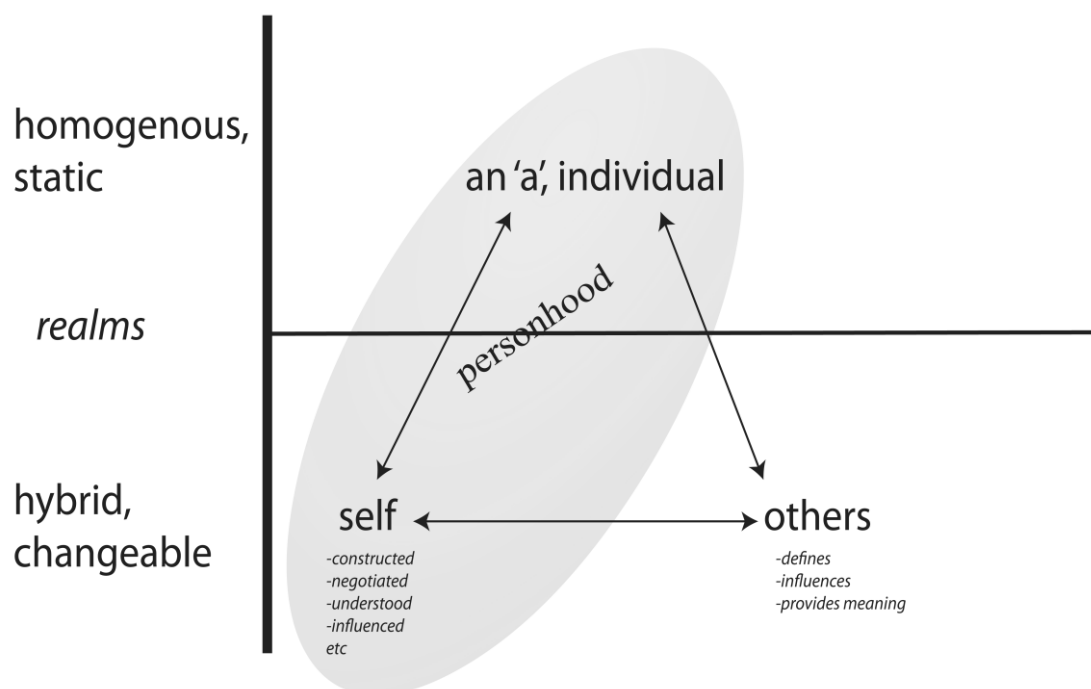 homogenous,
static
an ‘a’, individual
realms
personhood
hybrid,
changeable
self
-constructed
-negotiated
-understood
-influenced
etc
others
-defines
-influences
-provides meaning